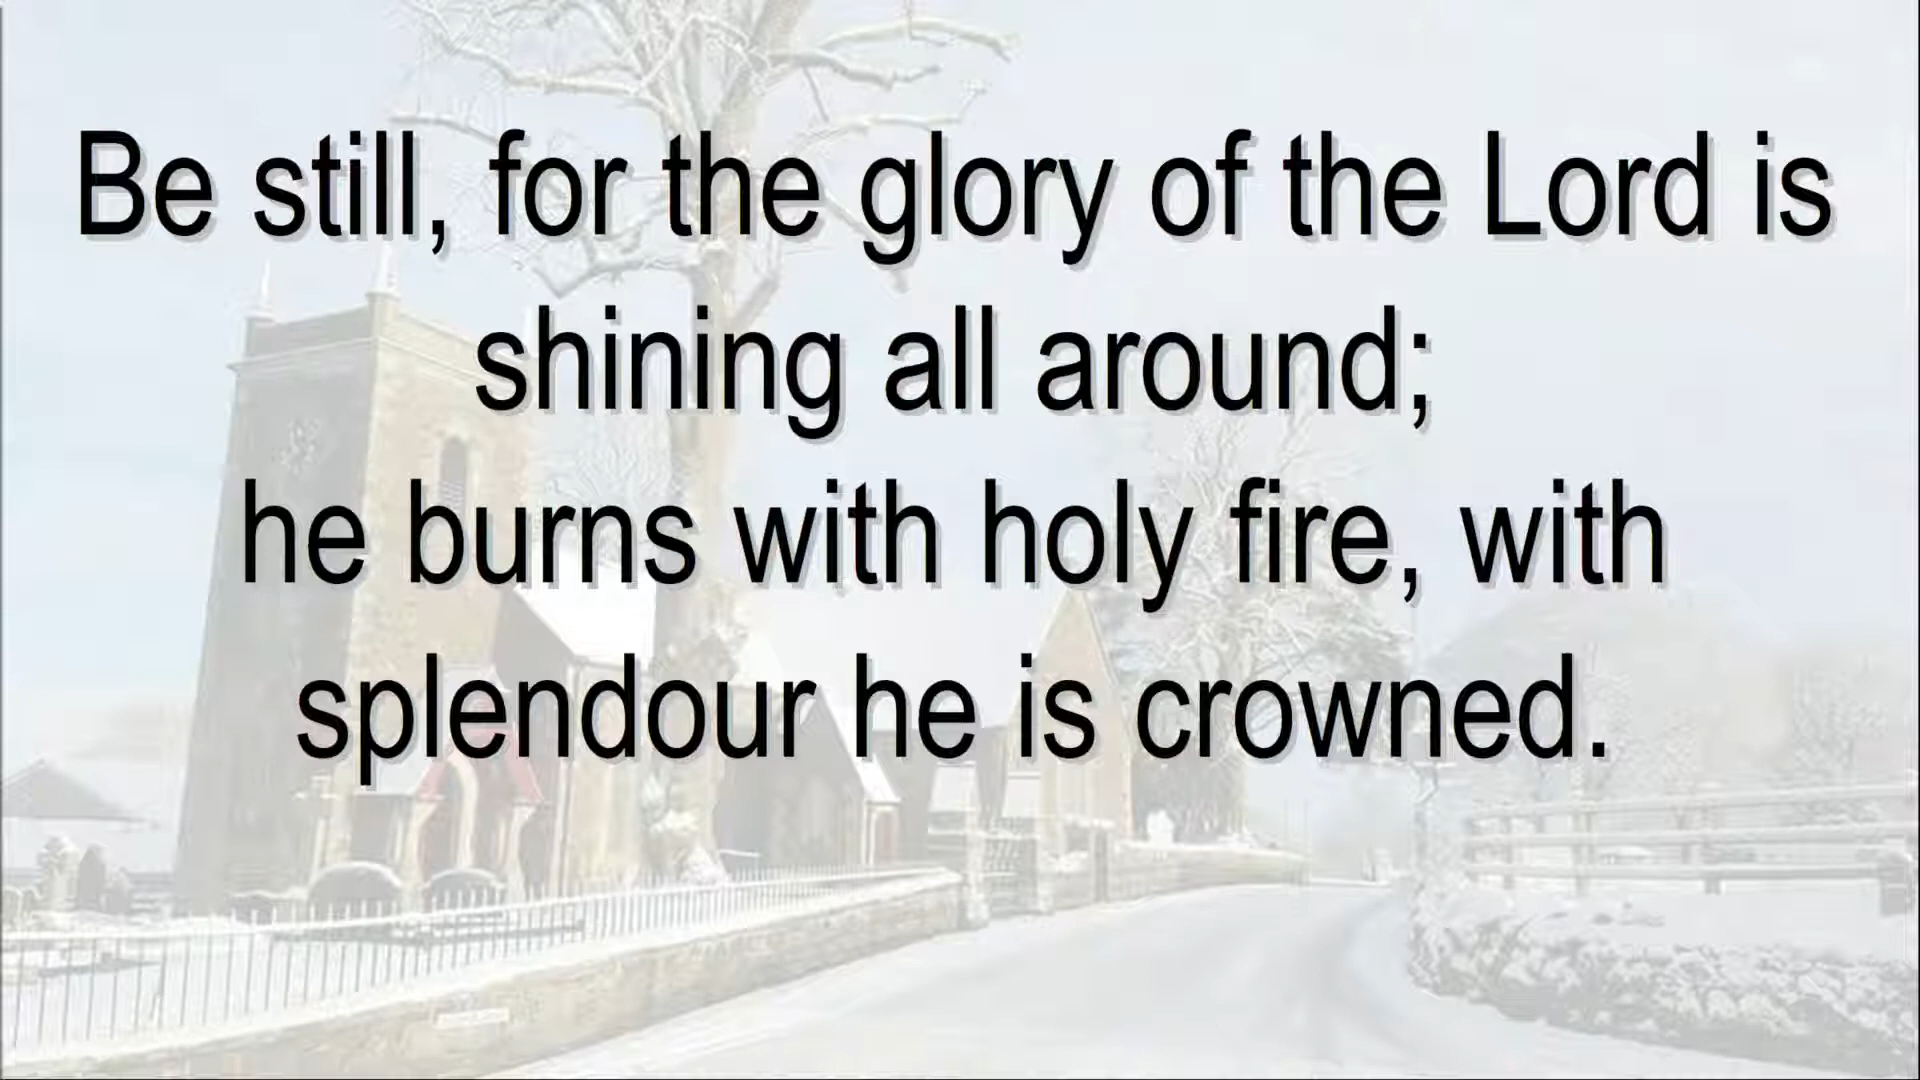 Be still, for the glory of the Lord is
shining all around;
he burns with holy fire, with
splendour he is crowned.